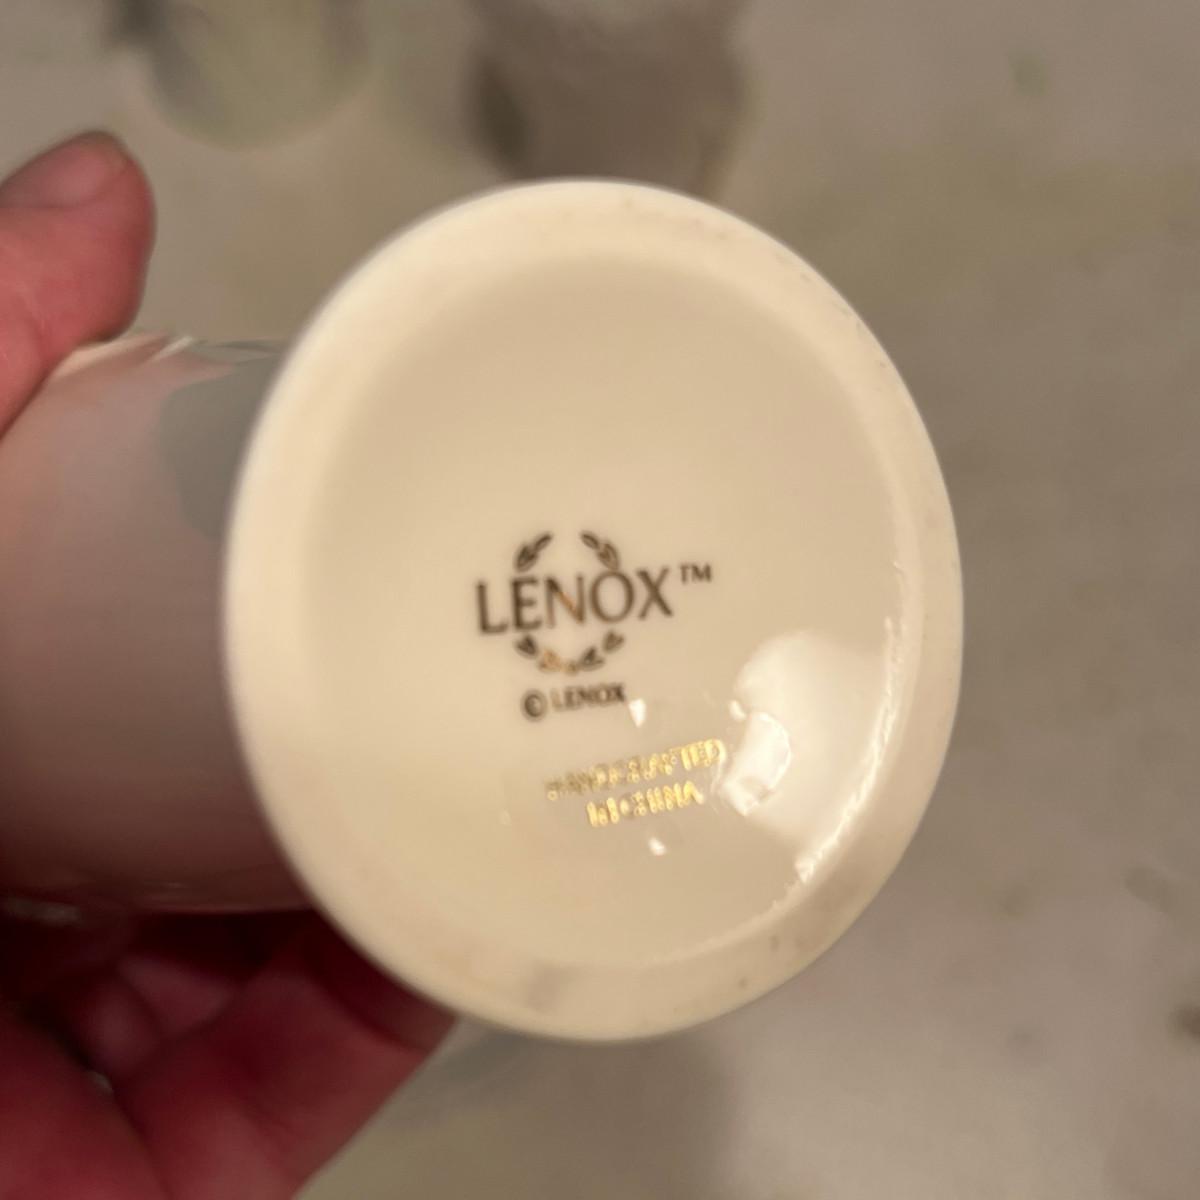 LENOX™
© LENOX
HANDCRAFTED
IN CHINA